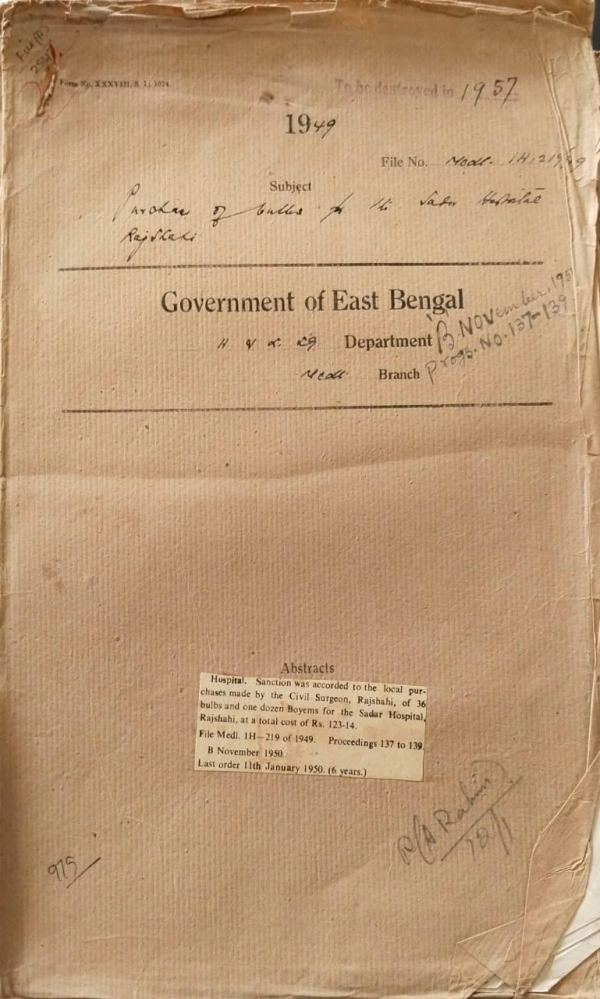 Form No. XXXVIII, S. I., 1024.
To be destroyed in 1957
1949
File No. Medl. 1H-219/49
Subject
Purchase of bulbs for the Sadar Hospital
Rajshahi
Government of East Bengal
H & L. SG Department
Medl. Branch
'B' November, 195
Progs. No. 137-139
Abstracts
Hospital. Sanction was accorded to the local pur-
chases made by the Civil Surgeon, Rajshahi, of 36
bulbs and one dozen Boyems for the Sadar Hospital,
Rajshahi, at a total cost of Rs. 123-14.
File Medl. 1H—219 of 1949. Proceedings 137 to 139.
B November 1950.
Last order 11th January 1950. (6 years.)